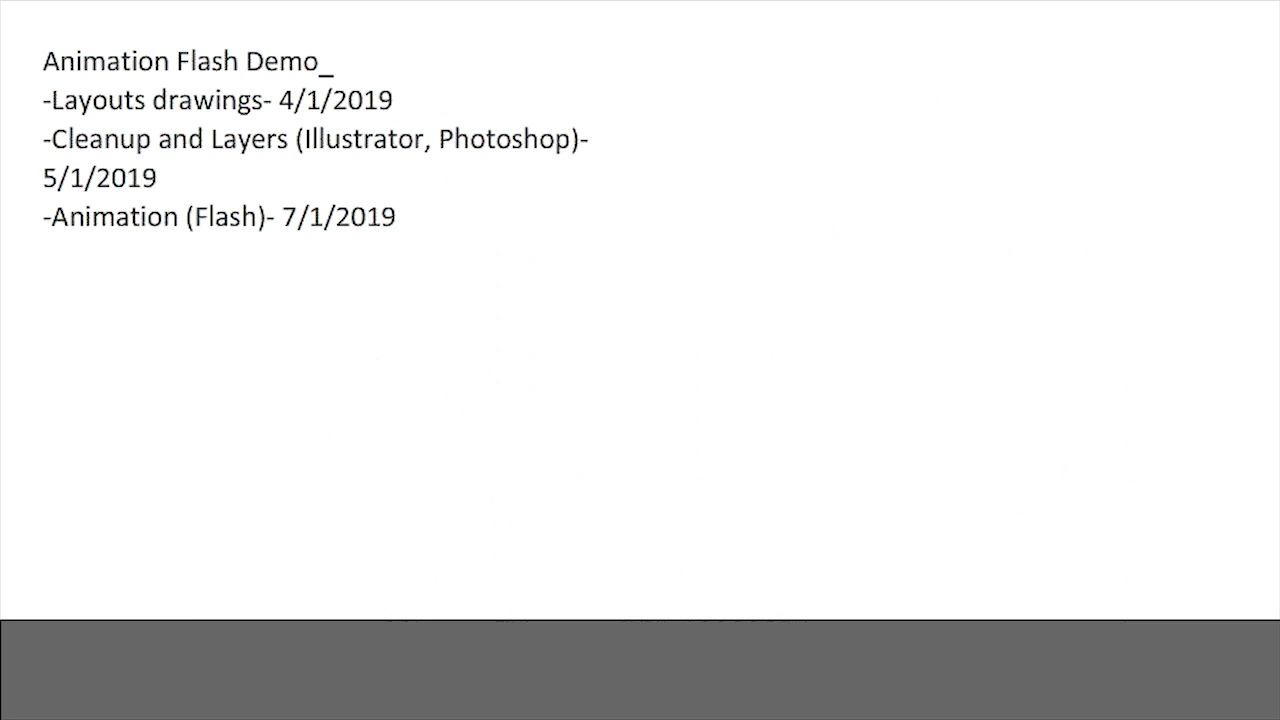 Animation Flash Demo_
-Layouts drawings- 4/1/2019
-Cleanup and Layers (Illustrator, Photoshop)-
5/1/2019
-Animation (Flash)- 7/1/2019